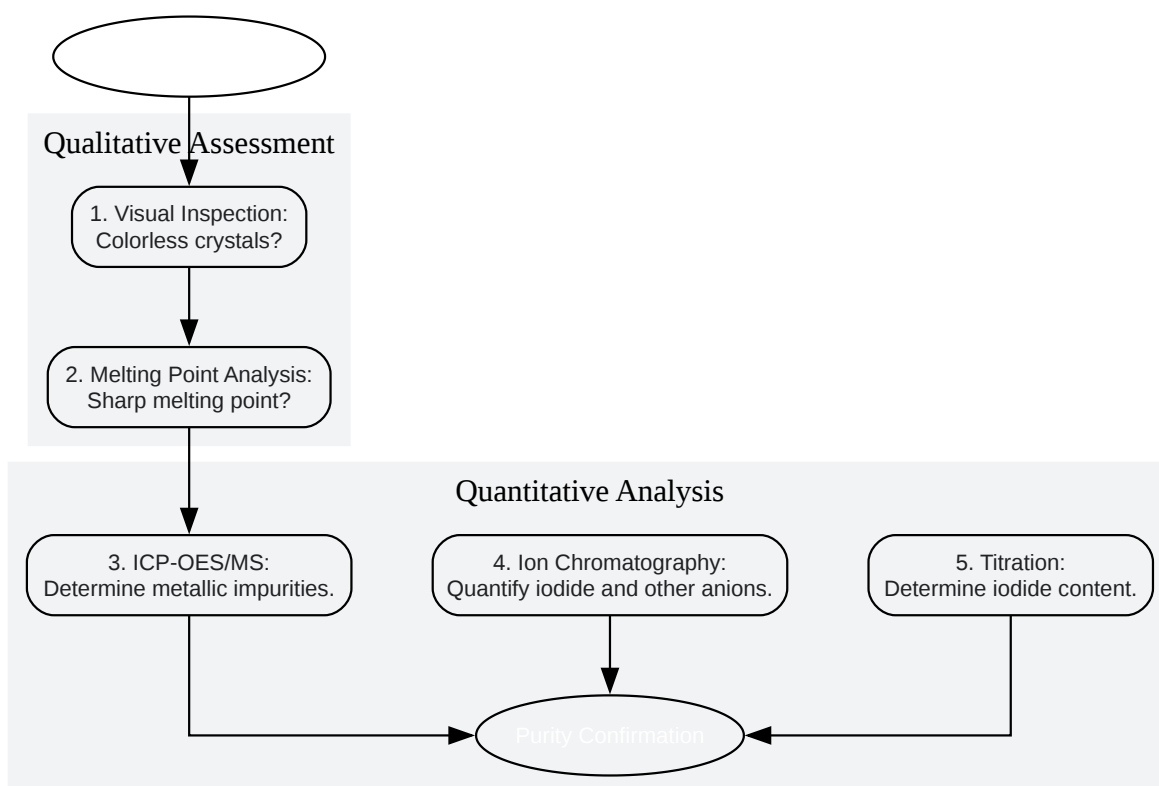 Qualitative Assessment
1. Visual Inspection:
Colorless crystals?
2. Melting Point Analysis:
Sharp melting point?
Quantitative Analysis
3. ICP-OES/MS:
Determine metallic impurities.
4. Ion Chromatography:
Quantify iodide and other anions.
5. Titration:
Determine iodide content.
Purity Confirmation